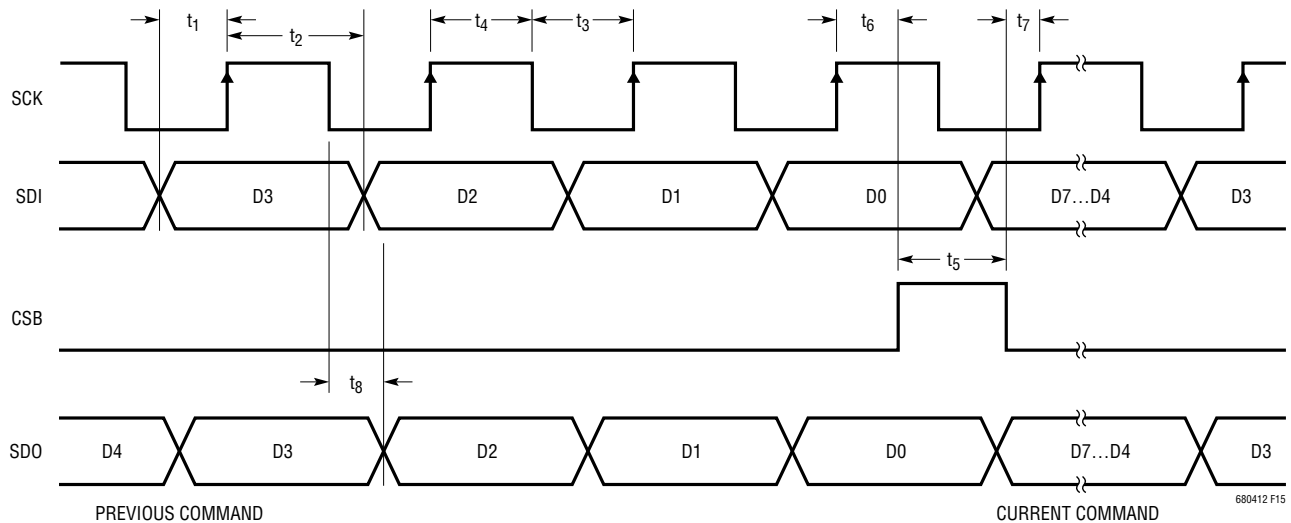 t1 t2 t4 t3 t6 t7
SCK
SDI D3 D2 D1 D0 D7...D4 D3
t5
CSB
t8
SDO D4 D3 D2 D1 D0 D7...D4 D3
680412 F15
PREVIOUS COMMAND CURRENT COMMAND